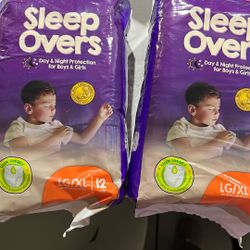 Sleep
Overs
Day & Night Protection
for Boys & Girls
LG/XL 12
Sleep
Overs
Day & Night Protection
for Boys & Girls
LG/XL